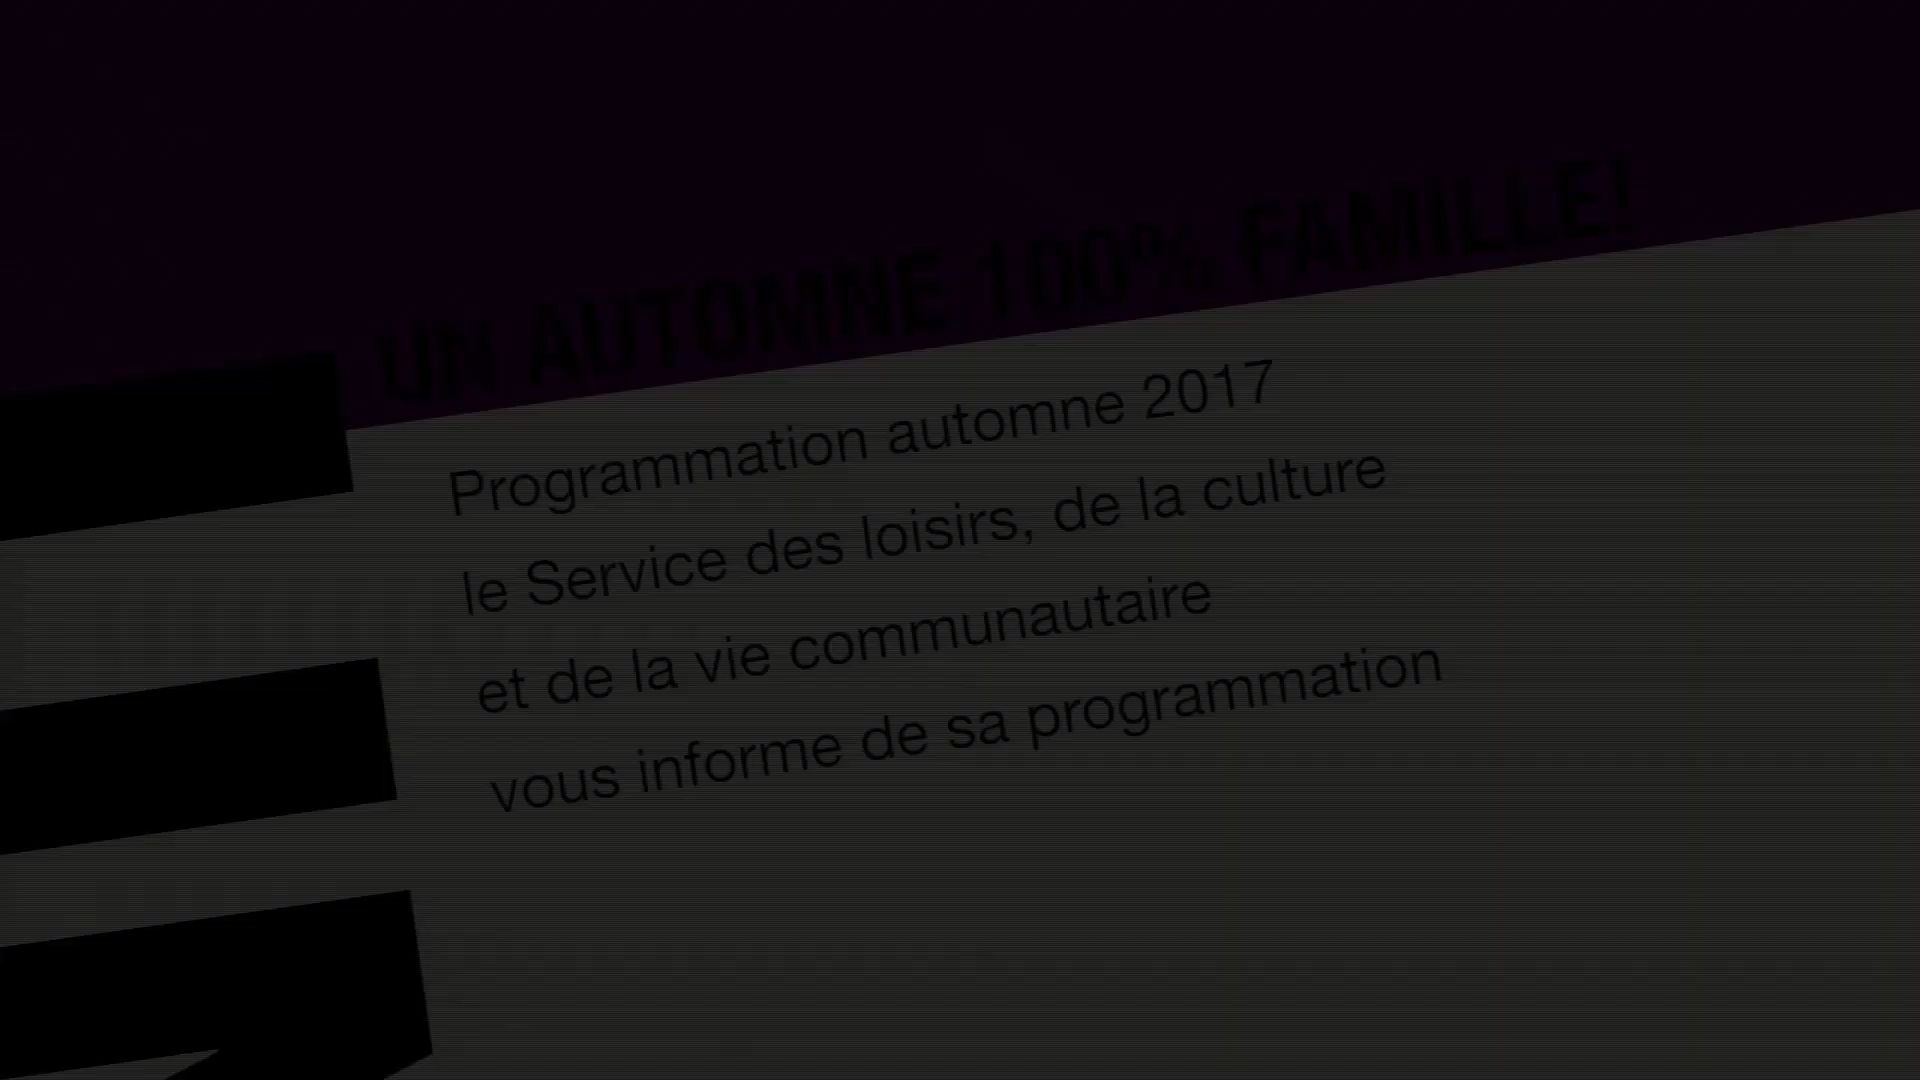 UN AUTOMNE 100% FAMILLE!
Programmation automne 2017
le Service des loisirs, de la culture
et de la vie communautaire
vous informe de sa programmation